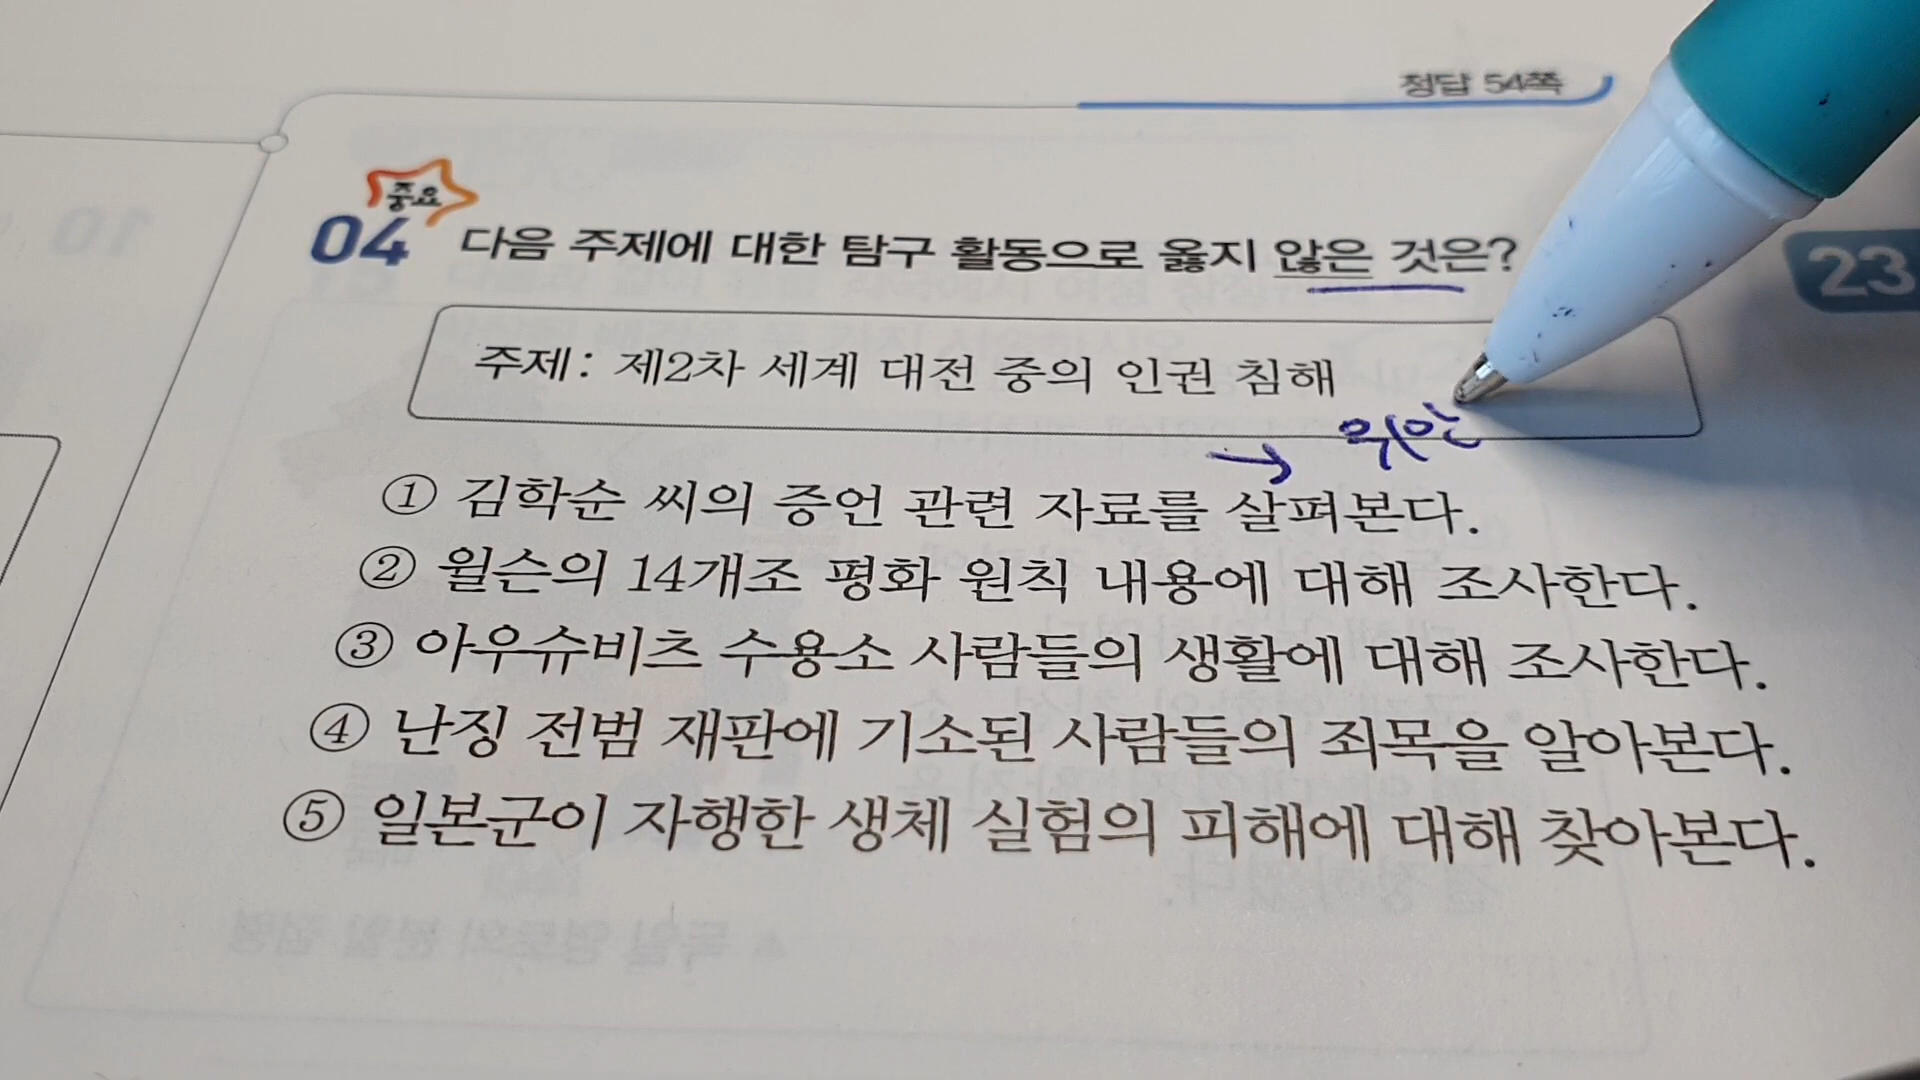 정답 54쪽
중요
04 다음 주제에 대한 탐구 활동으로 옳지 않은 것은?
주제: 제2차 세계 대전 중의 인권 침해
→ 위안
① 김학순 씨의 증언 관련 자료를 살펴본다.
② 윌슨의 14개조 평화 원칙 내용에 대해 조사한다.
③ 아우슈비츠 수용소 사람들의 생활에 대해 조사한다.
④ 난징 전범 재판에 기소된 사람들의 죄목을 알아본다.
⑤ 일본군이 자행한 생체 실험의 피해에 대해 찾아본다.
23